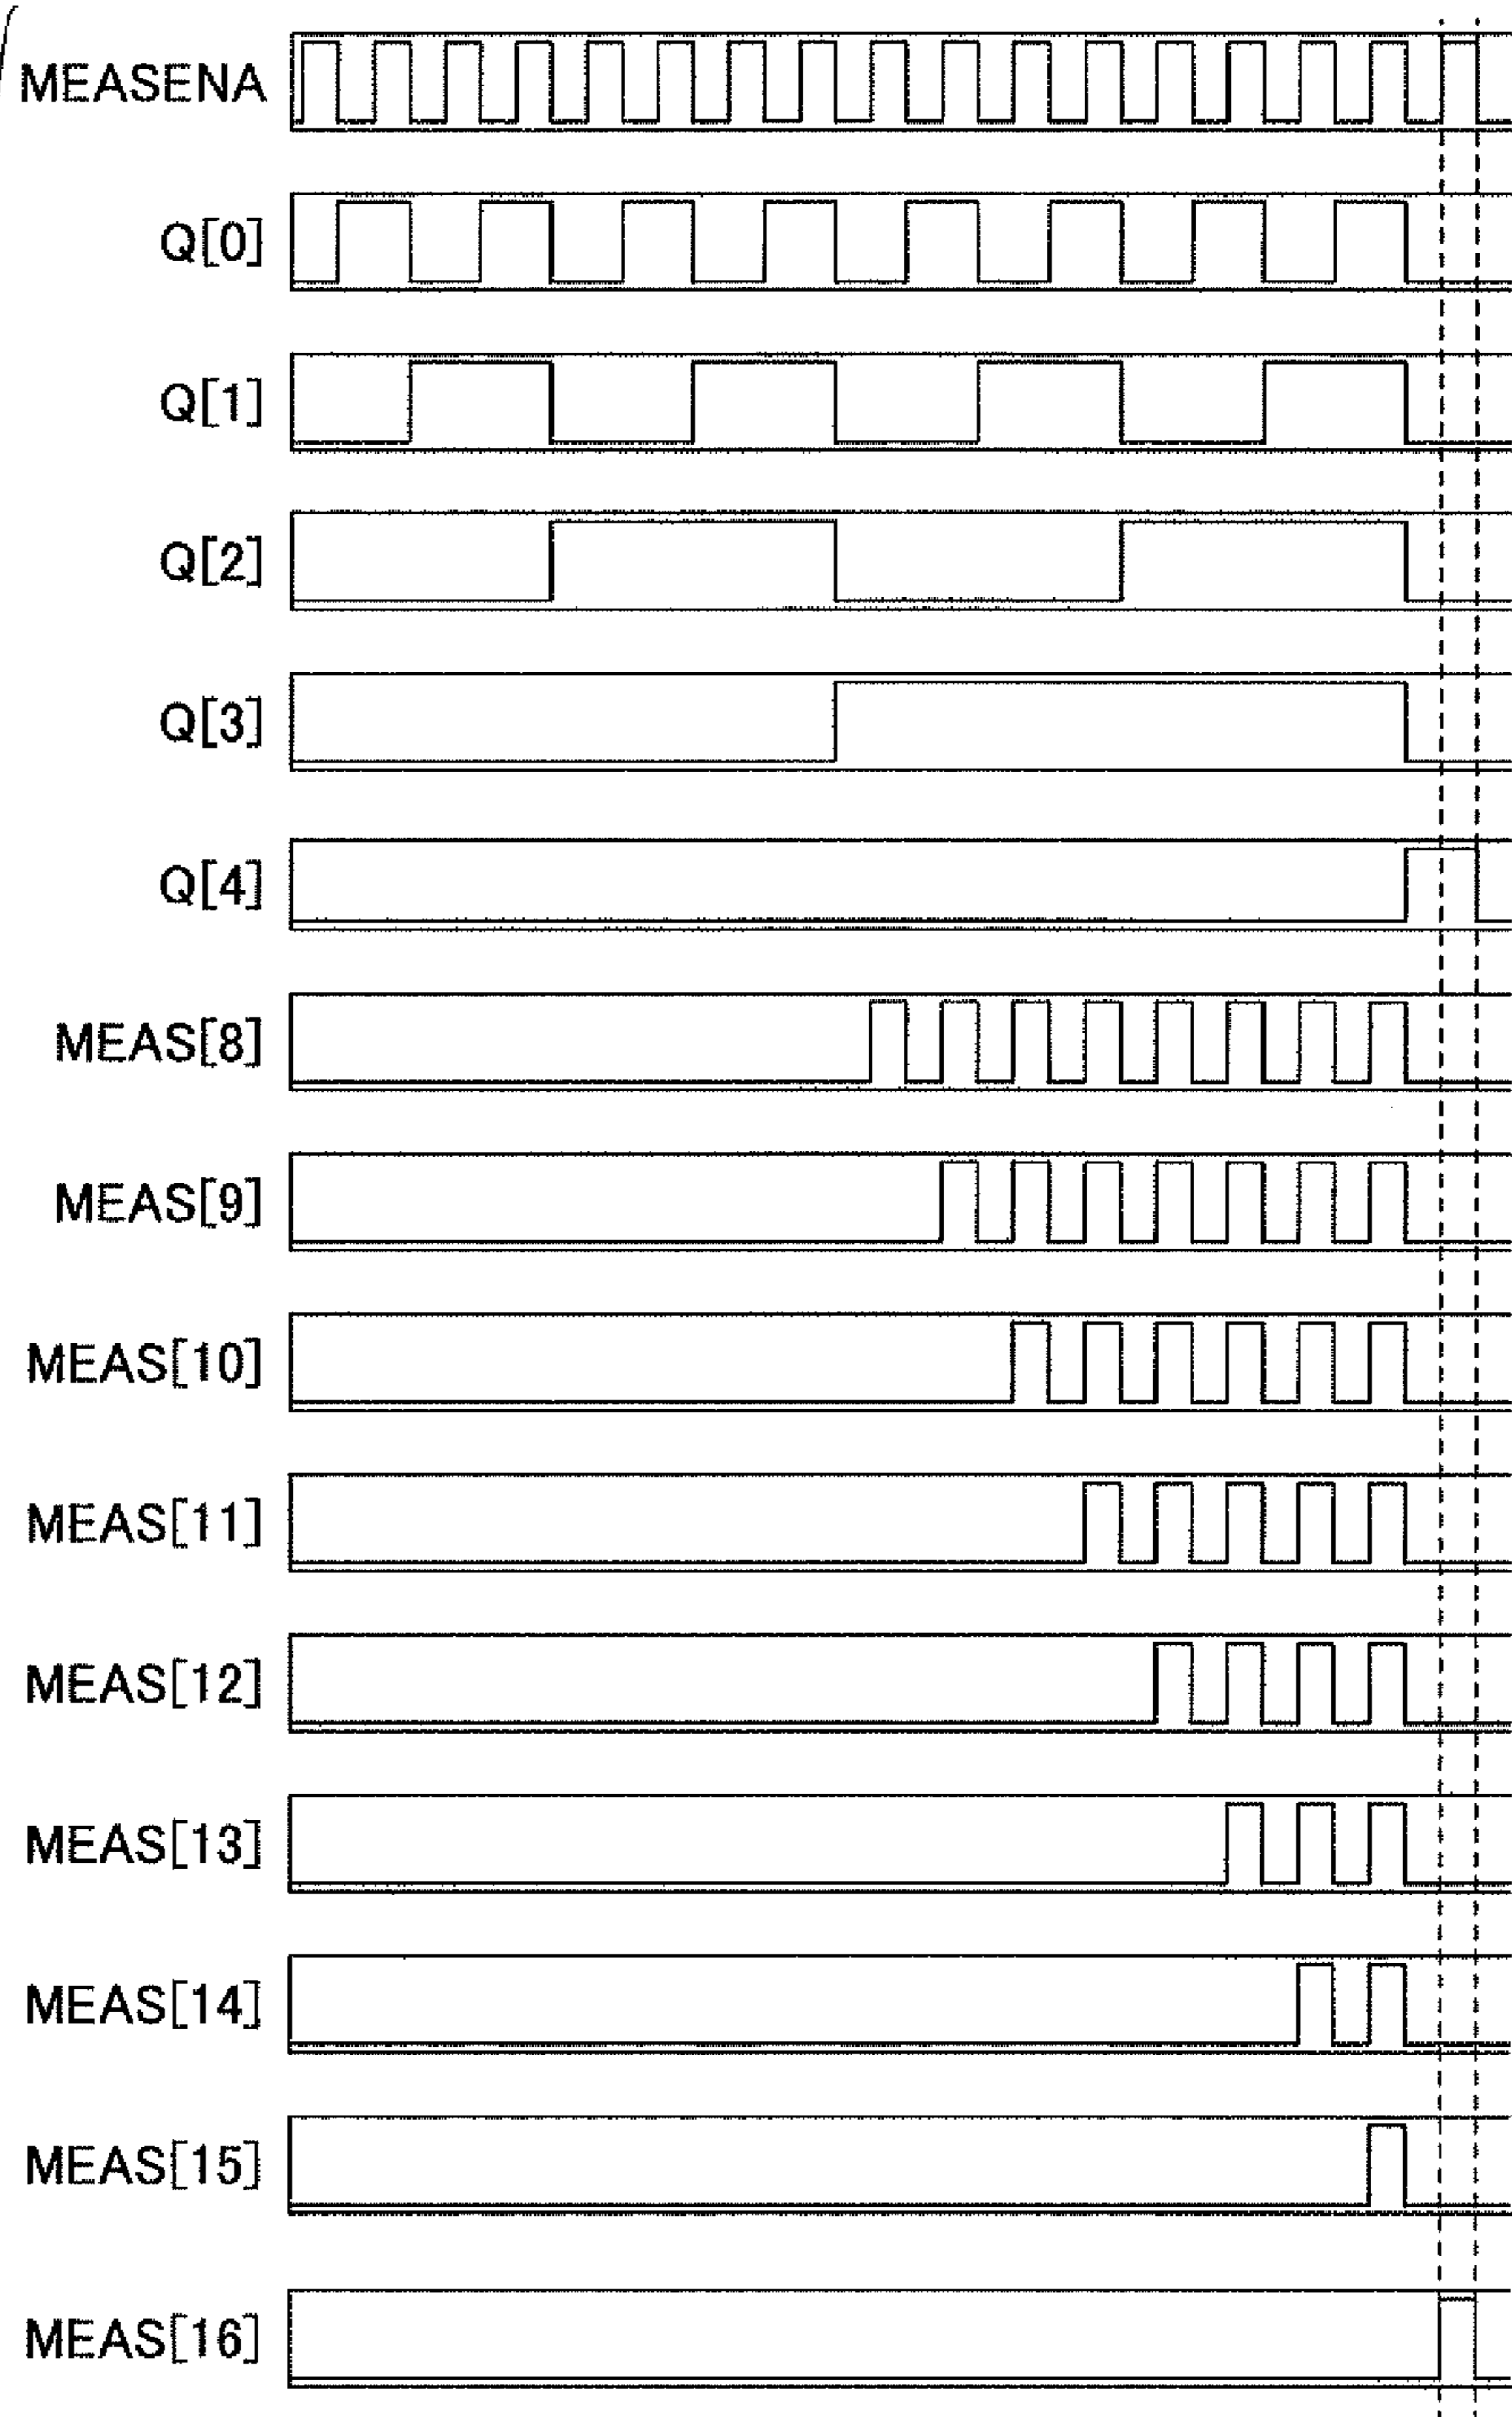 MEASENA
Q[0]
Q[1]
Q[2]
Q[3]
Q[4]
MEAS[8]
MEAS[9]
MEAS[10]
MEAS[11]
MEAS[12]
MEAS[13]
MEAS[14]
MEAS[15]
MEAS[16]